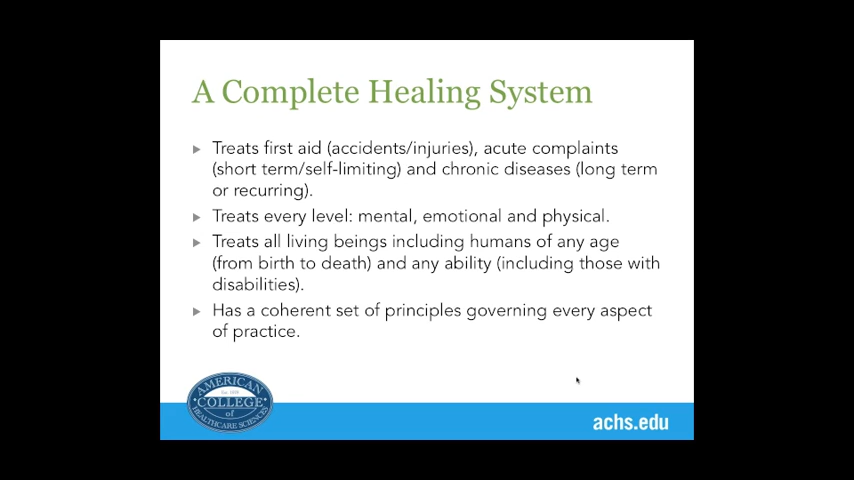 A Complete Healing System
Treats first aid (accidents/injuries), acute complaints
(short term/self-limiting) and chronic diseases (long term
or recurring).
Treats every level: mental, emotional and physical.
Treats all living beings including humans of any age
(from birth to death) and any ability (including those with
disabilities).
Has a coherent set of principles governing every aspect
of practice.
AMERICAN
COLLEGE
of
HEALTHCARE SCIENCES
achs.edu